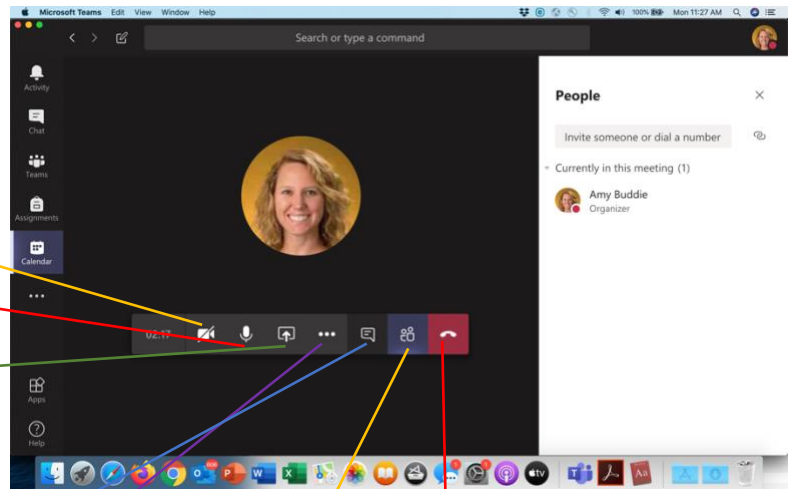 Microsoft Teams Edit View Window Help
100% Mon 11:27 AM
Search or type a command
Activity
Chat
Teams
Assignments
Calendar
Apps
Help
02:17
People
Invite someone or dial a number
Currently in this meeting (1)
Amy Buddie
Organizer
tv
Aa